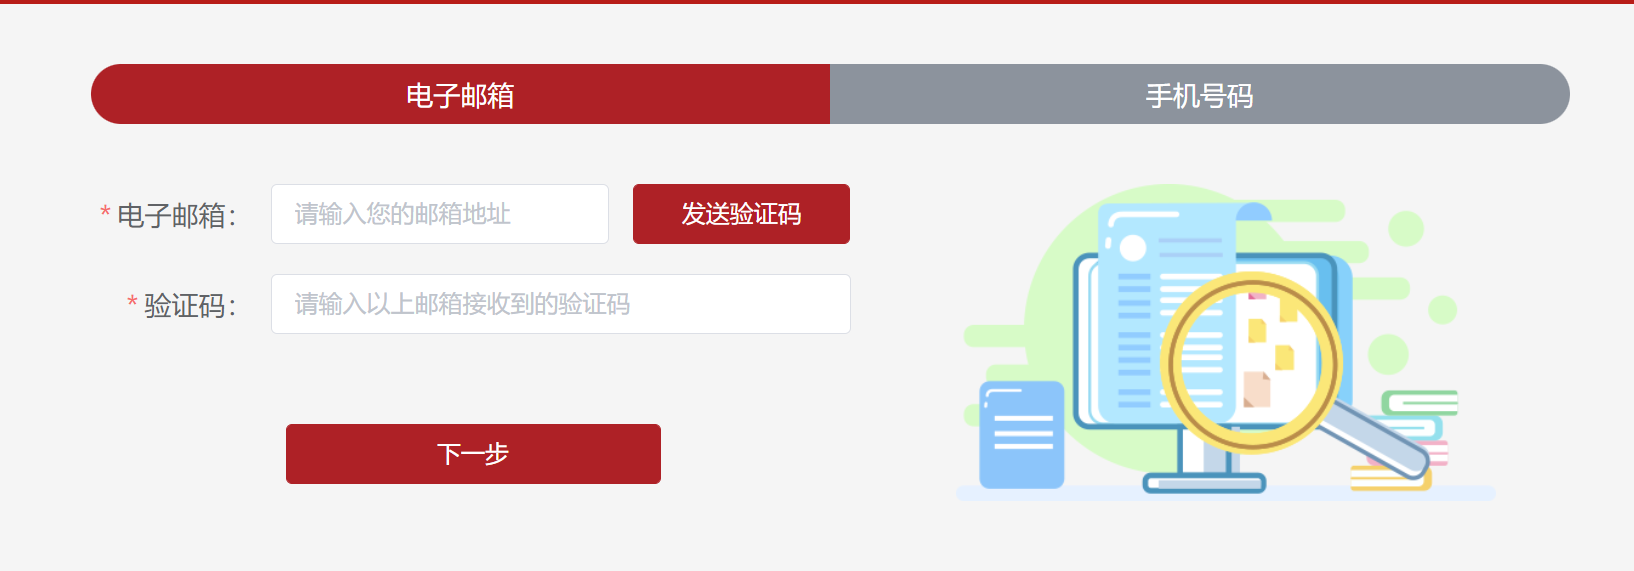 电子邮箱
手机号码
* 电子邮箱：
请输入您的邮箱地址
发送验证码
* 验证码：
请输入以上邮箱接收到的验证码
下一步